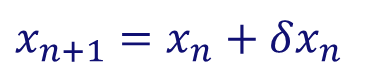 xₙ₊₁ = xₙ + δxₙ